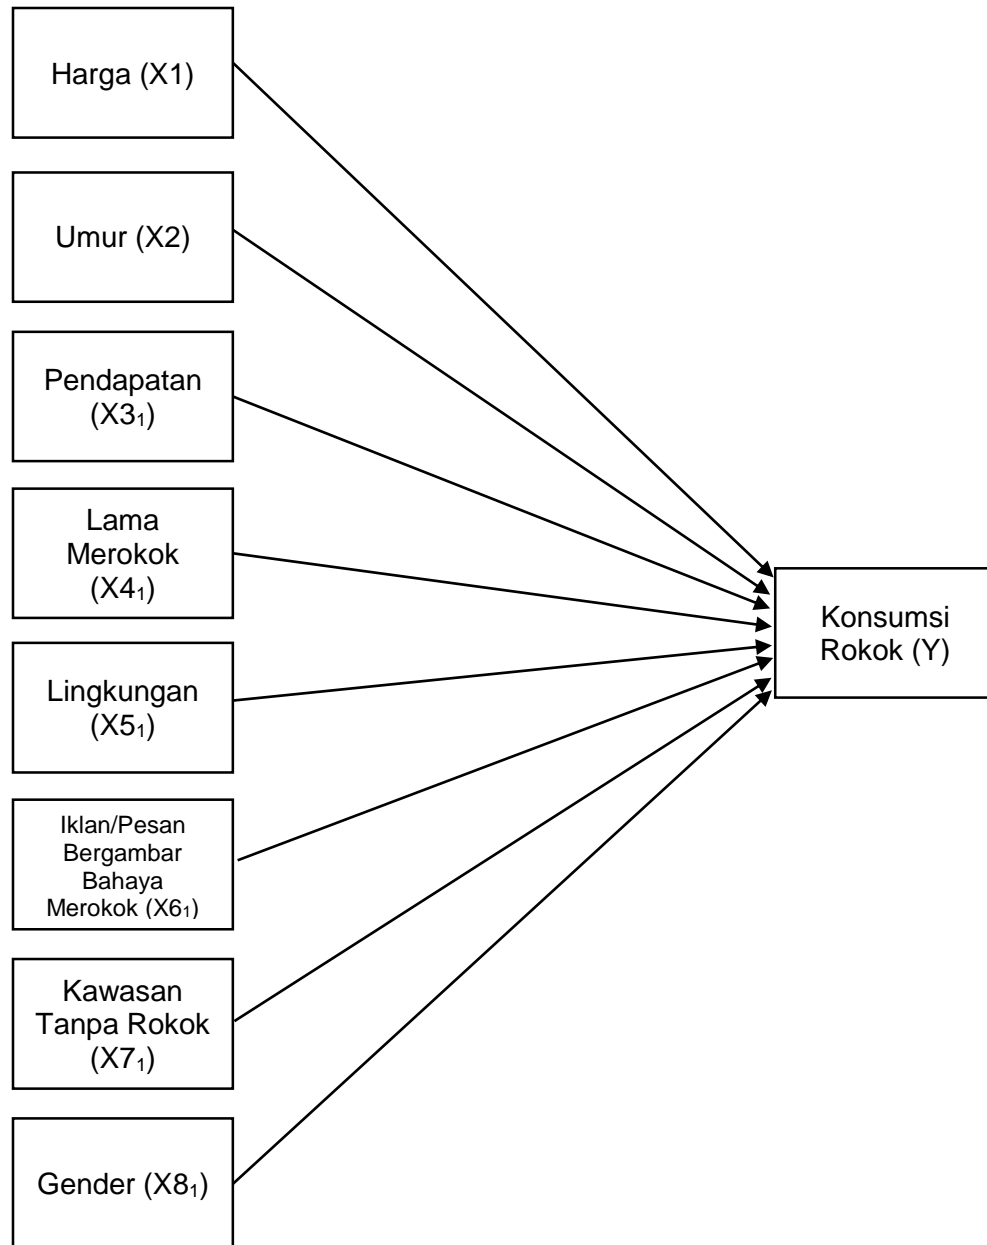 Harga (X1)
Umur (X2)
Pendapatan
(X3₁)
Lama
Merokok
(X4₁)
Konsumsi
Rokok (Y)
Lingkungan
(X5₁)
Iklan/Pesan
Bergambar
Bahaya
Merokok (X6₁)
Kawasan
Tanpa Rokok
(X7₁)
Gender (X8₁)